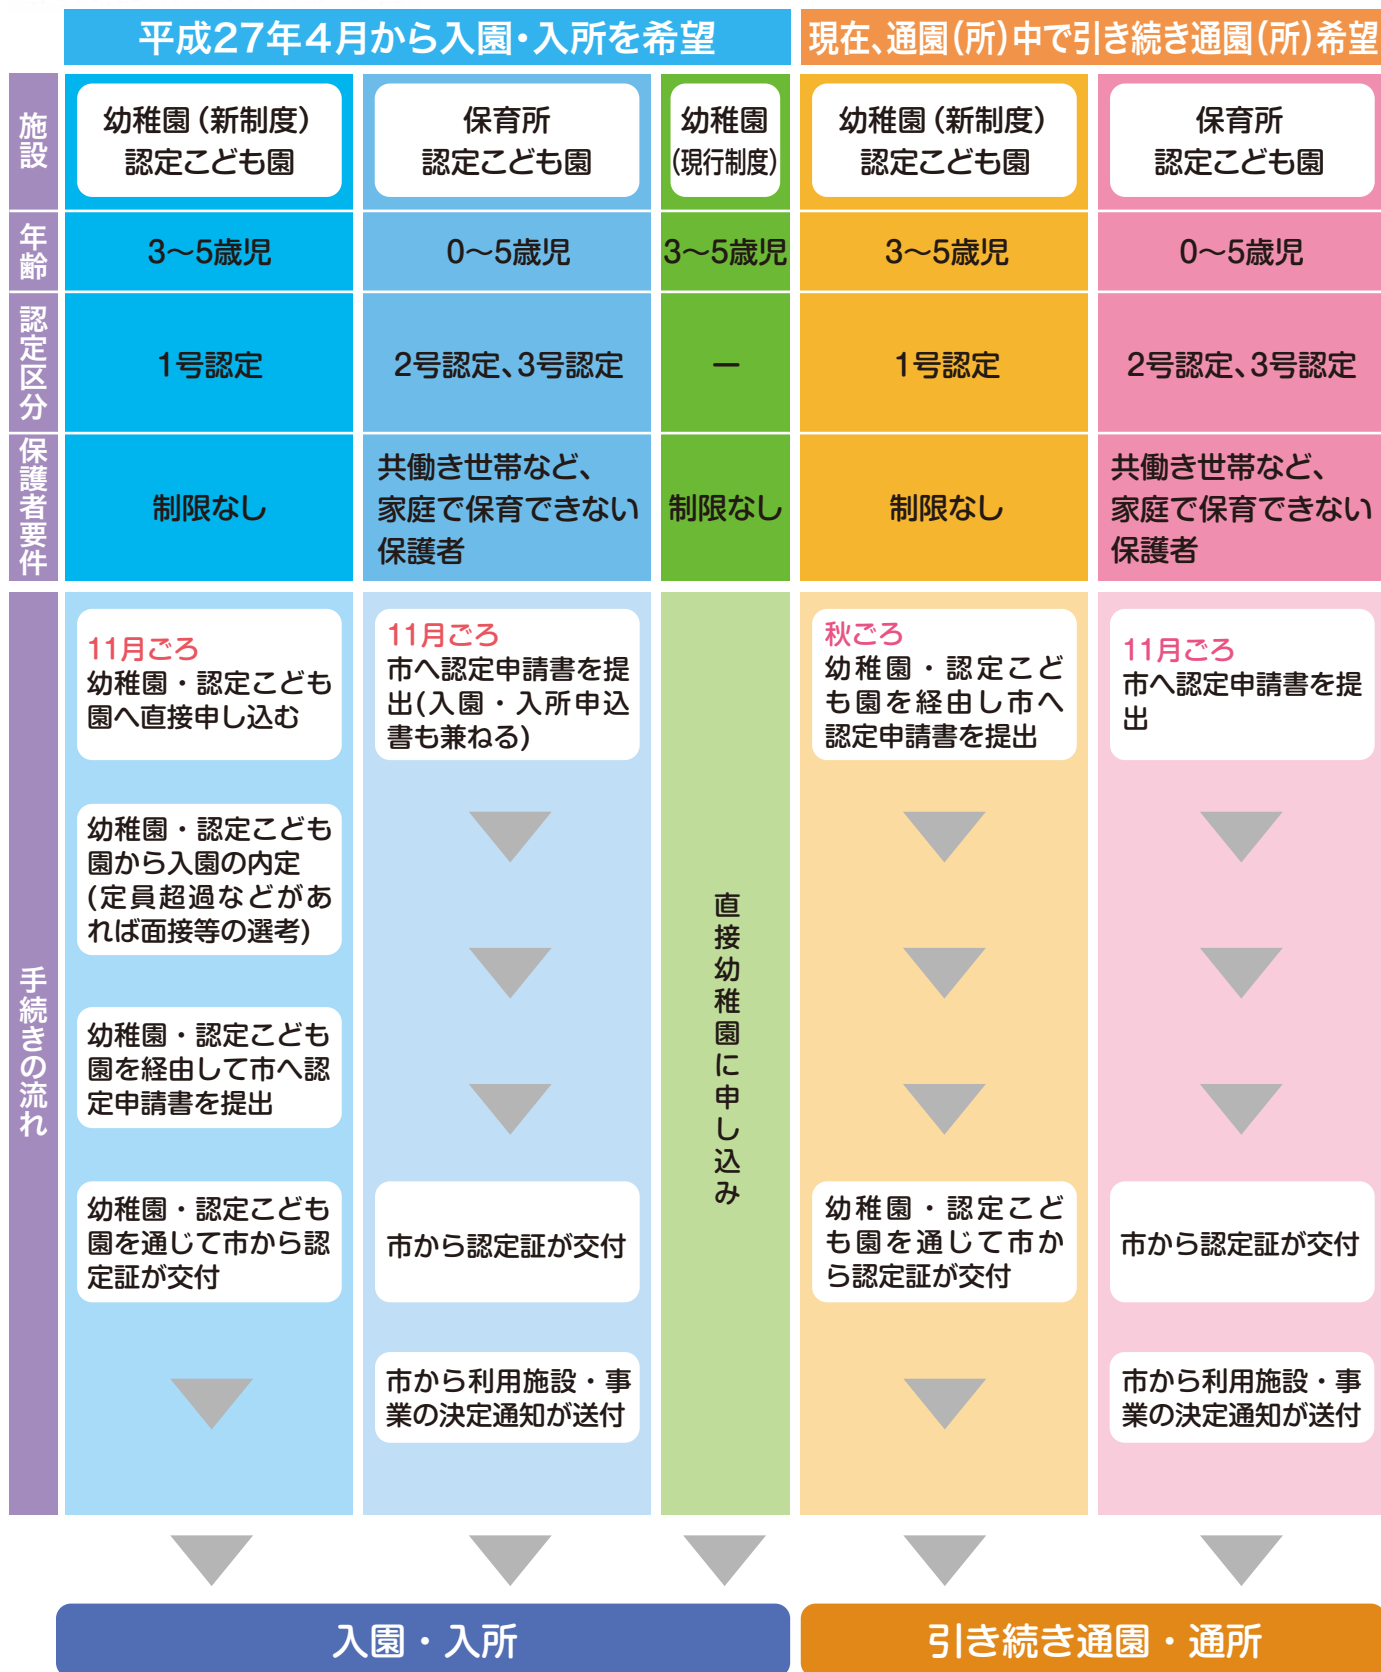 平成27年4月から入園・入所を希望
現在、通園(所)中で引き続き通園(所)希望
施設
幼稚園(新制度)
認定こども園
保育所
認定こども園
幼稚園
(現行制度)
幼稚園(新制度)
認定こども園
保育所
認定こども園
年齢
3〜5歳児
0〜5歳児
3〜5歳児
3〜5歳児
0〜5歳児
認定区分
1号認定
2号認定、3号認定
ー
1号認定
2号認定、3号認定
保護者要件
制限なし
共働き世帯など、
家庭で保育できない
保護者
制限なし
制限なし
共働き世帯など、
家庭で保育できない
保護者
手続きの流れ
11月ごろ
幼稚園・認定こども
園へ直接申し込む
幼稚園・認定こども
園から入園の内定
(定員超過などがあ
れば面接等の選考)
幼稚園・認定こども
園を経由して市へ認
定申請書を提出
幼稚園・認定こども
園を通じて市から認
定証が交付
11月ごろ
市へ認定申請書を提
出(入園・入所申込
書も兼ねる)
市から認定証が交付
市から利用施設・事
業の決定通知が送付
直接幼稚園に申し込み
秋ごろ
幼稚園・認定こど
も園を経由し市へ
認定申請書を提出
幼稚園・認定こど
も園を通じて市か
ら認定証が交付
11月ごろ
市へ認定申請書を提
出
市から認定証が交付
市から利用施設・事
業の決定通知が送付
入園・入所
引き続き通園・通所